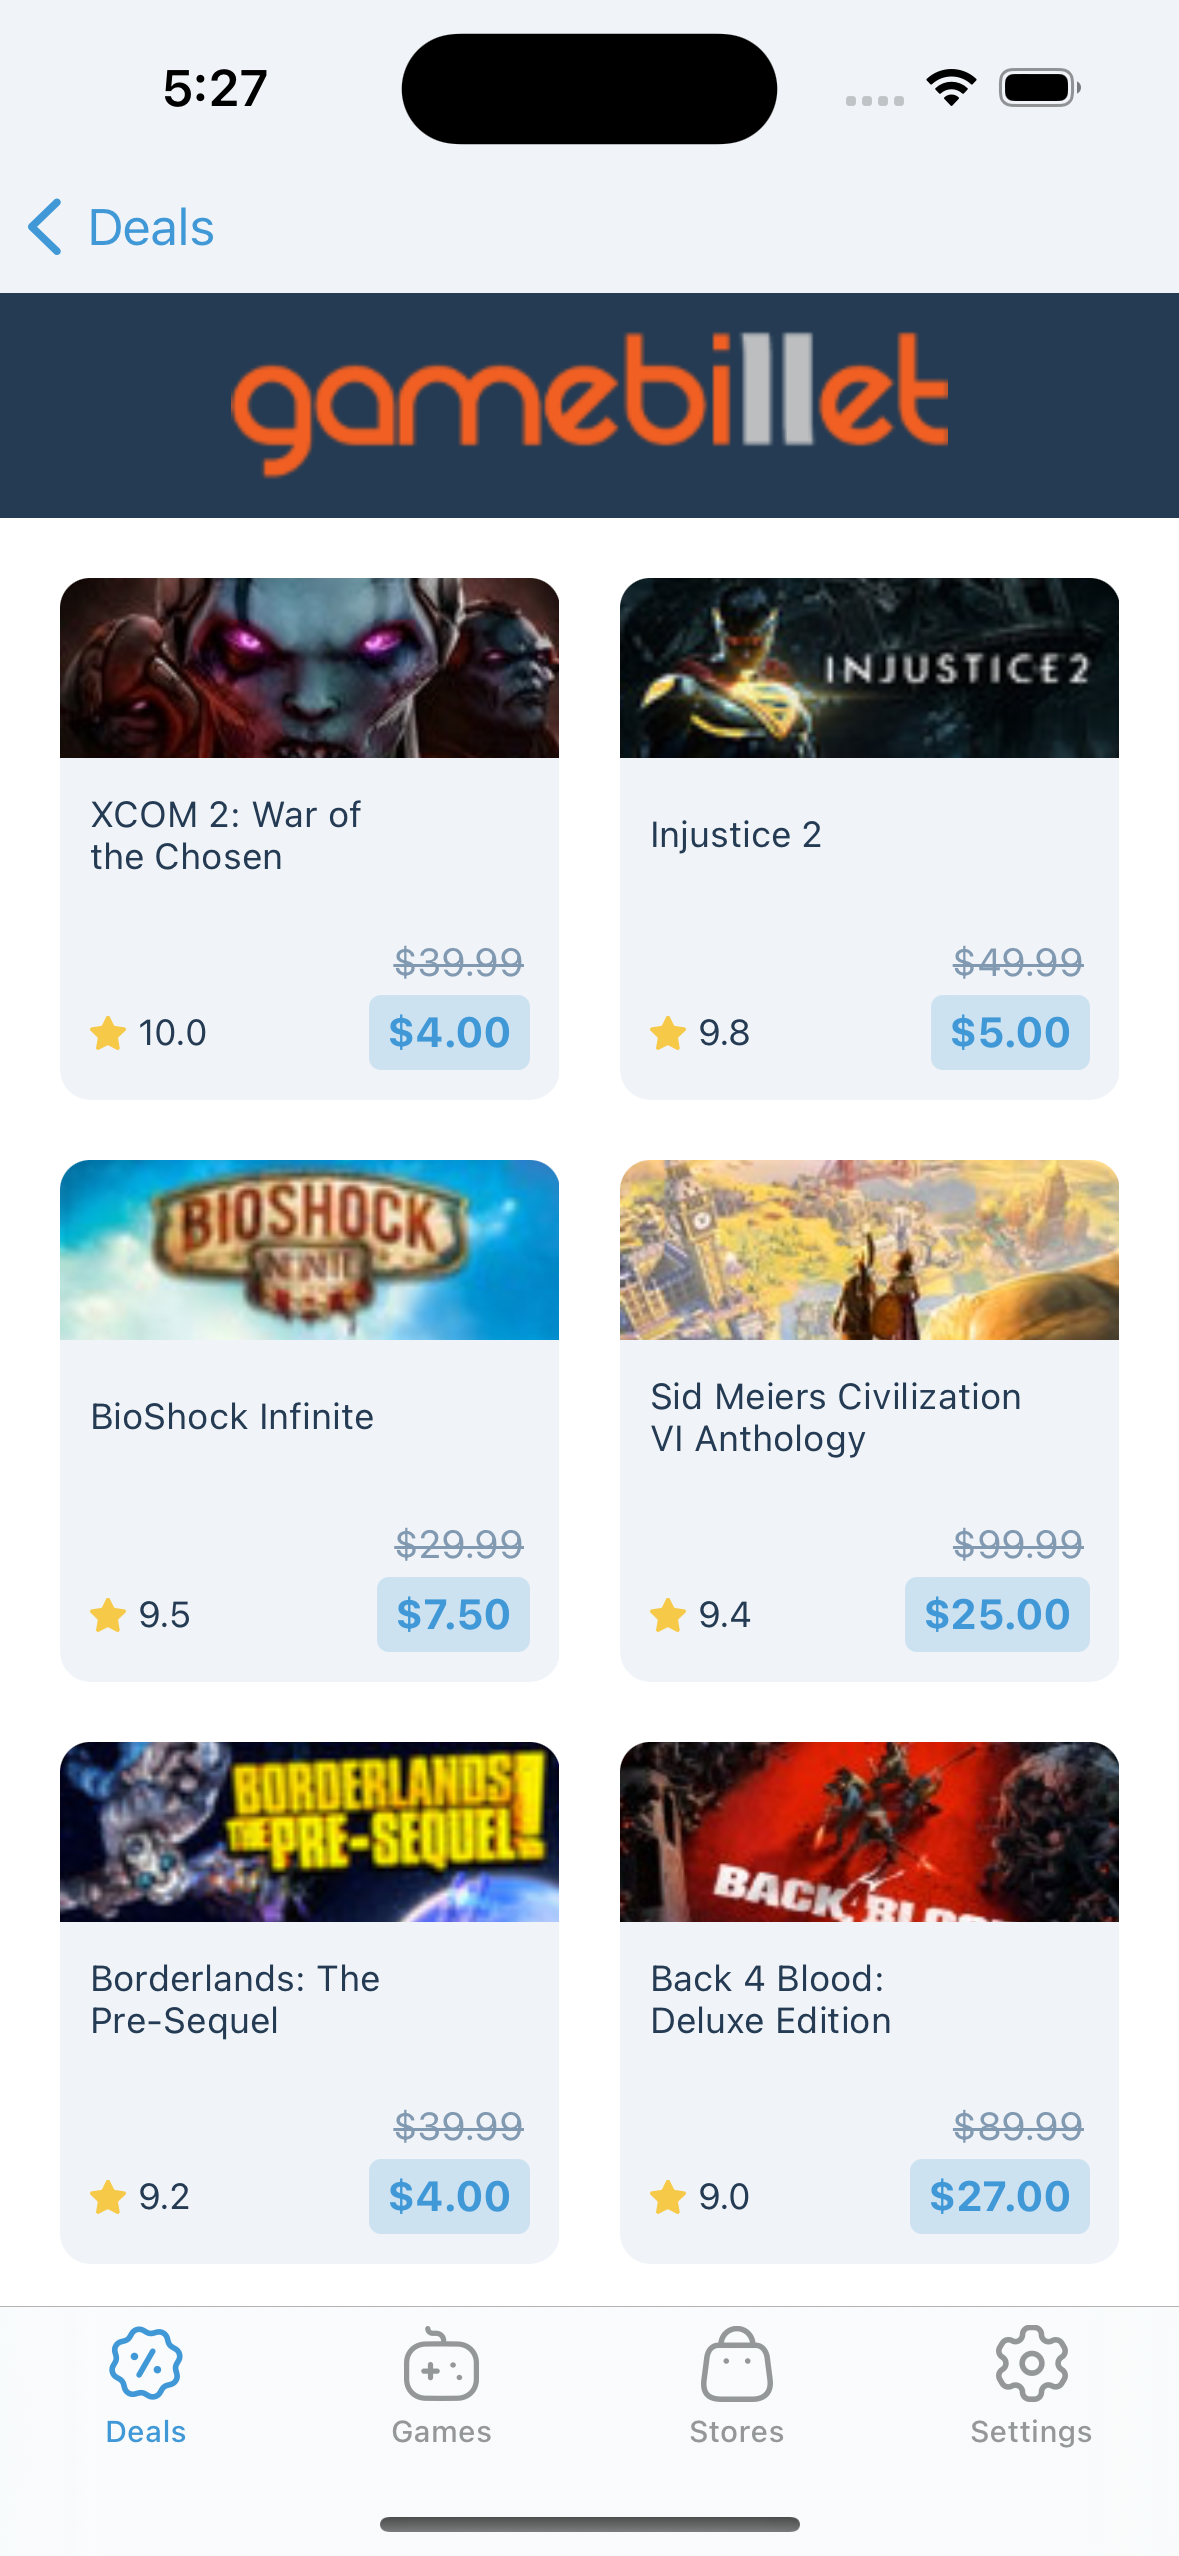 5:27
Deals
gamebillet
INJUSTICE 2
XCOM 2: War of
the Chosen
Injustice 2
$39.99
$49.99
10.0
$4.00
9.8
$5.00
BIOSHOCK
INFINITE
BioShock Infinite
Sid Meiers Civilization
VI Anthology
$29.99
$99.99
9.5
$7.50
9.4
$25.00
BORDERLANDS
THE PRE-SEQUEL!
BACK 4 BLOOD
Borderlands: The
Pre-Sequel
Back 4 Blood:
Deluxe Edition
$39.99
$89.99
9.2
$4.00
9.0
$27.00
Deals
Games
Stores
Settings